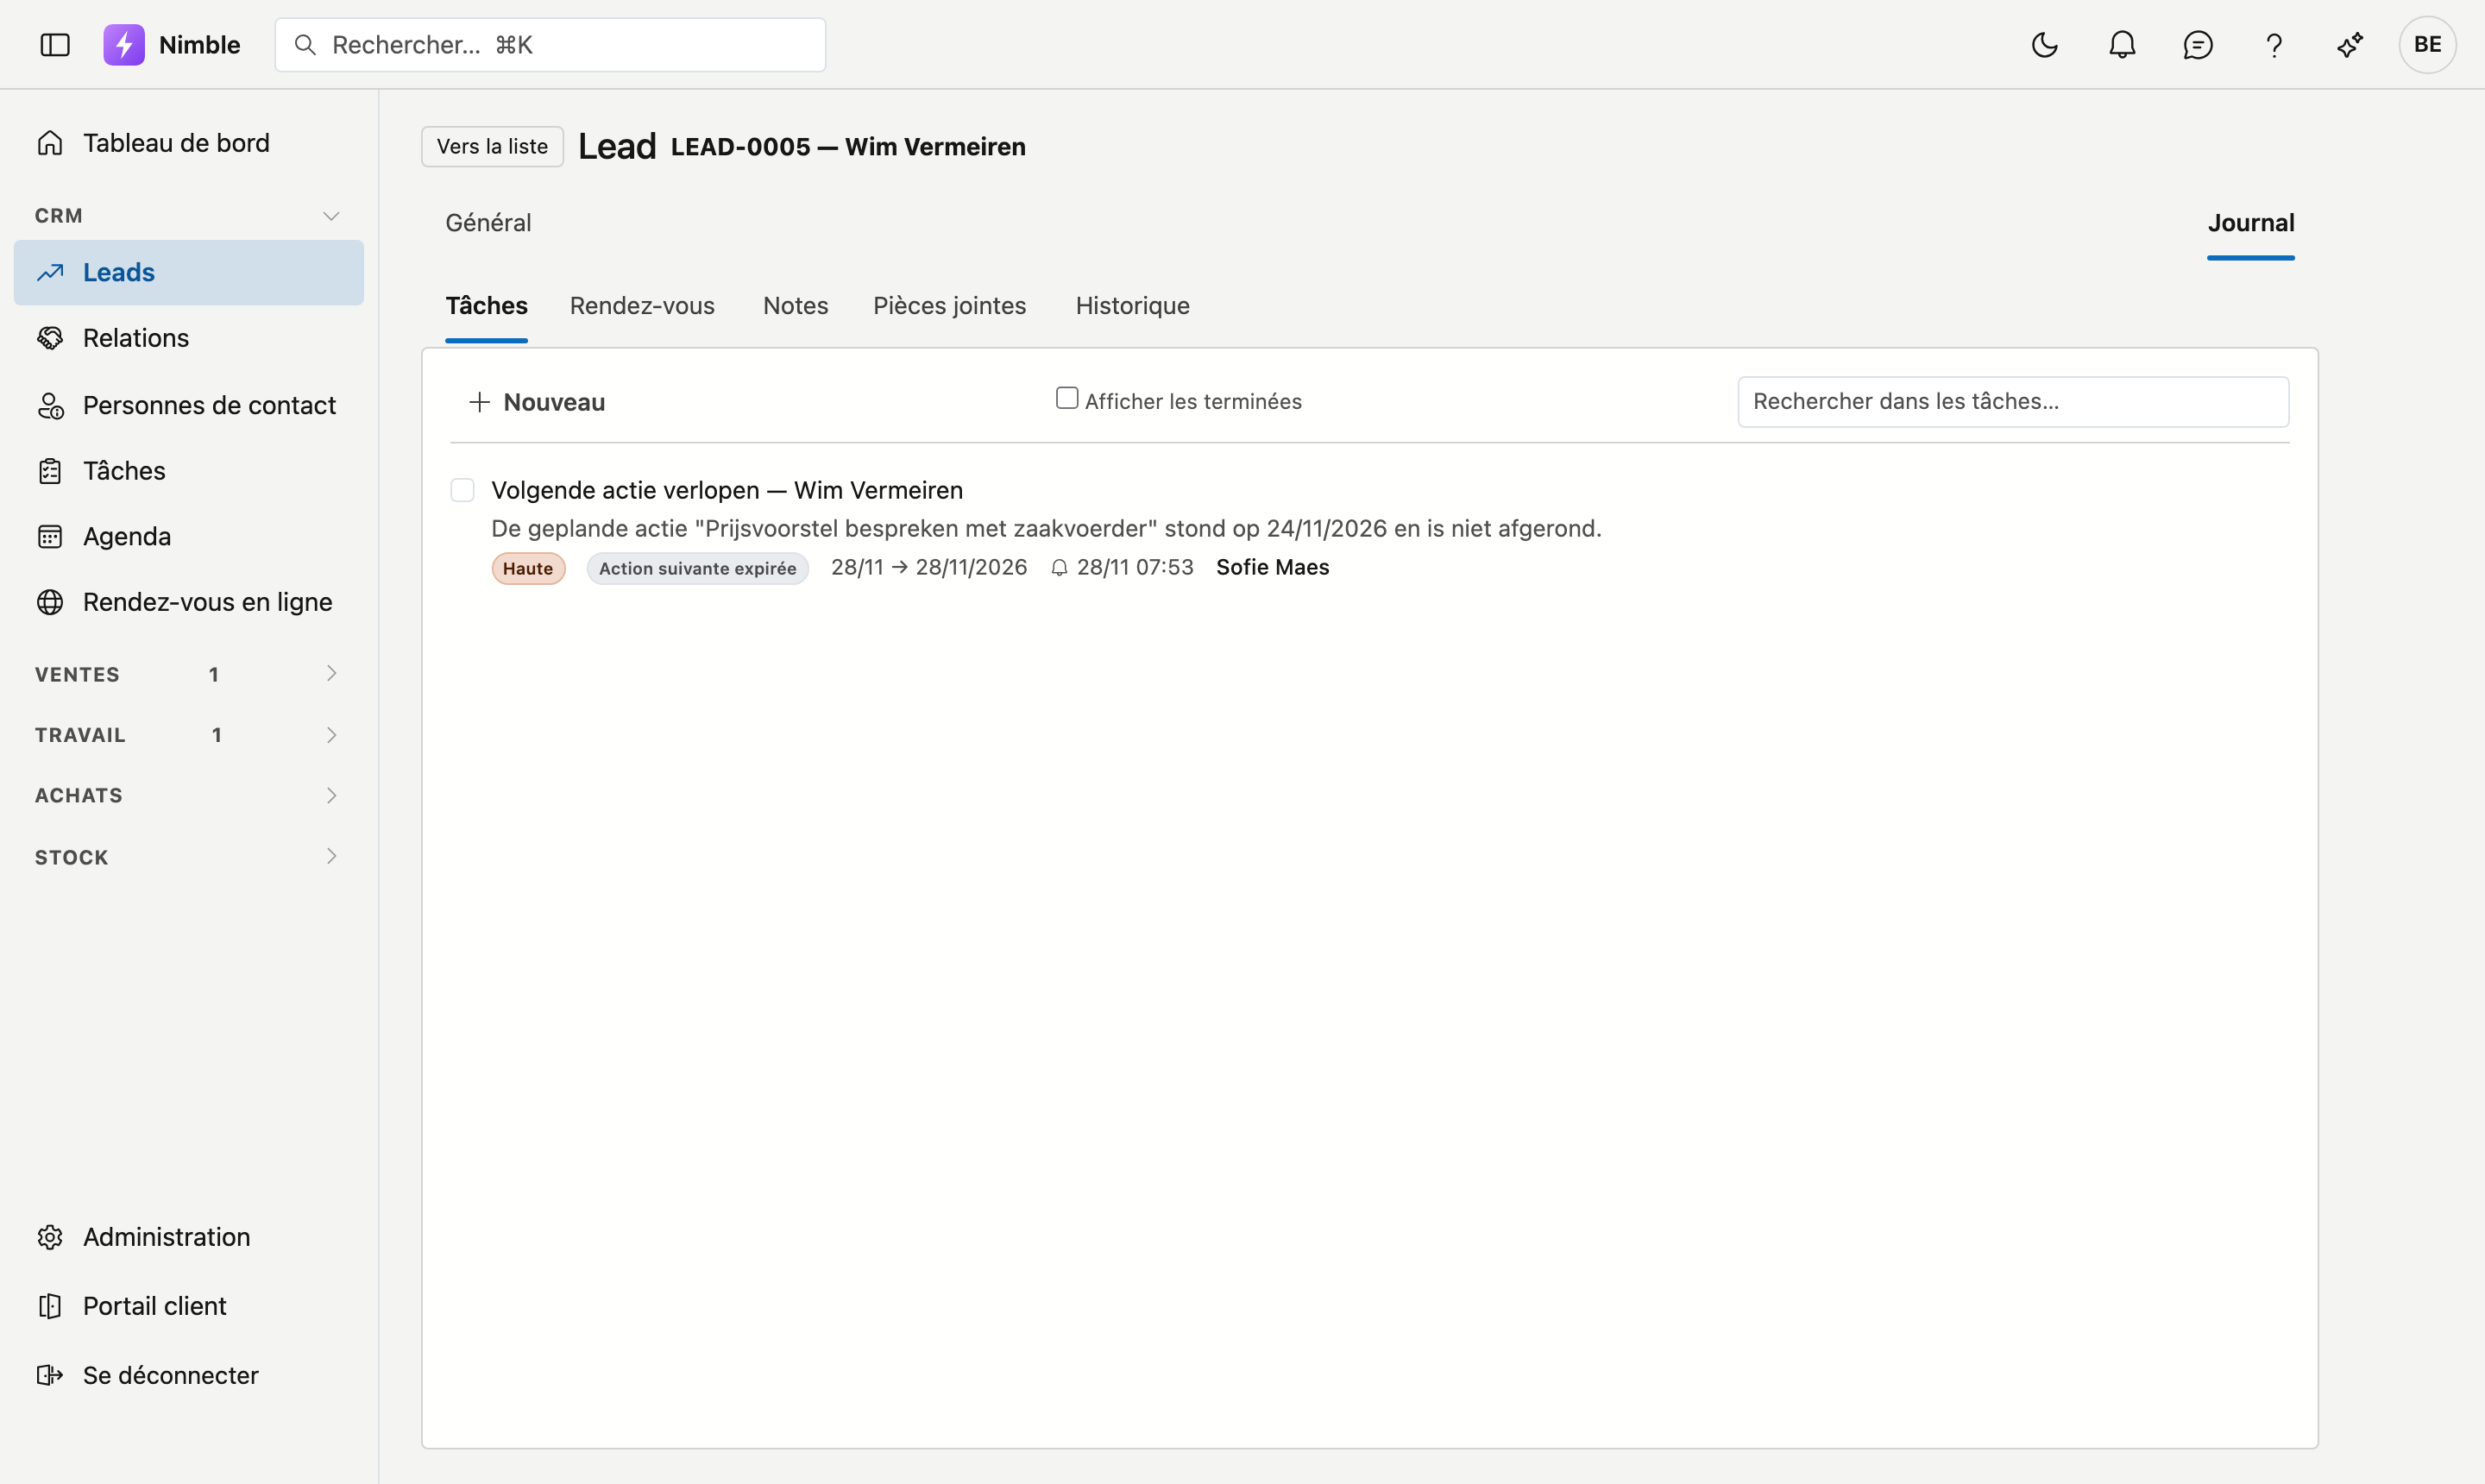 Nimble
Rechercher... ⌘K
BE
Tableau de bord
CRM
Leads
Relations
Personnes de contact
Tâches
Agenda
Rendez-vous en ligne
VENTES 1
TRAVAIL 1
ACHATS
STOCK
Administration
Portail client
Se déconnecter
Vers la liste Lead LEAD-0005 — Wim Vermeiren
Général Journal
Tâches Rendez-vous Notes Pièces jointes Historique
Nouveau Afficher les terminées Rechercher dans les tâches...
Volgende actie verlopen — Wim Vermeiren
De geplande actie "Prijsvoorstel bespreken met zaakvoerder" stond op 24/11/2026 en is niet afgerond.
Haute Action suivante expirée 28/11 → 28/11/2026 28/11 07:53 Sofie Maes